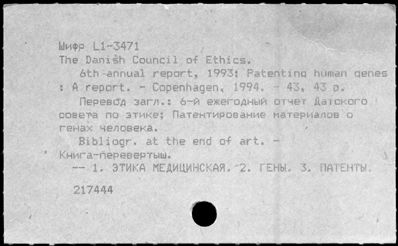 Шифр L1-3471
The Danish Council of Ethics.
6th annual report, 1993: Patenting human genes
: A report. - Copenhagen, 1994. - 43, 43 p.
Перевод загл.: 6-й ежегодный отчет Датского
совета по этике: Патентирование материалов о
генах человека.
Bibliogr. at the end of art. -
Книга-перевертыш.
-- 1. ЭТИКА МЕДИЦИНСКАЯ. 2. ГЕНЫ. 3. ПАТЕНТЫ.
217444